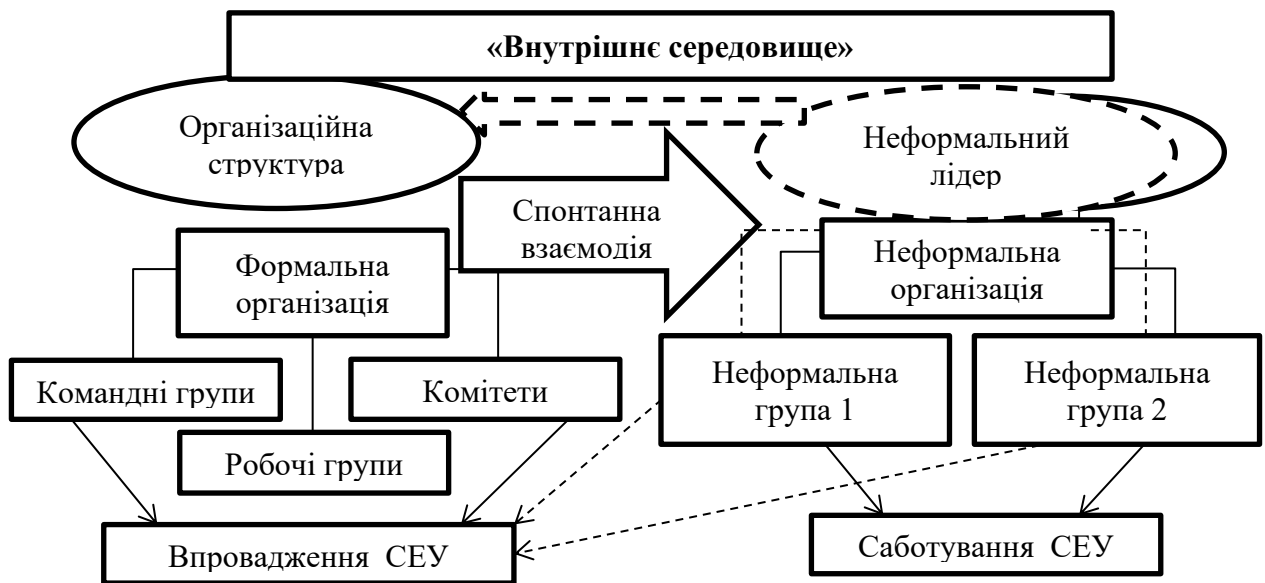 «Внутрішнє середовище»
Організаційна
структура
Неформальний
лідер
Спонтанна
взаємодія
Формальна
організація
Неформальна
організація
Командні групи
Комітети
Робочі групи
Неформальна
група 1
Неформальна
група 2
Впровадження СЕУ
Саботування СЕУ